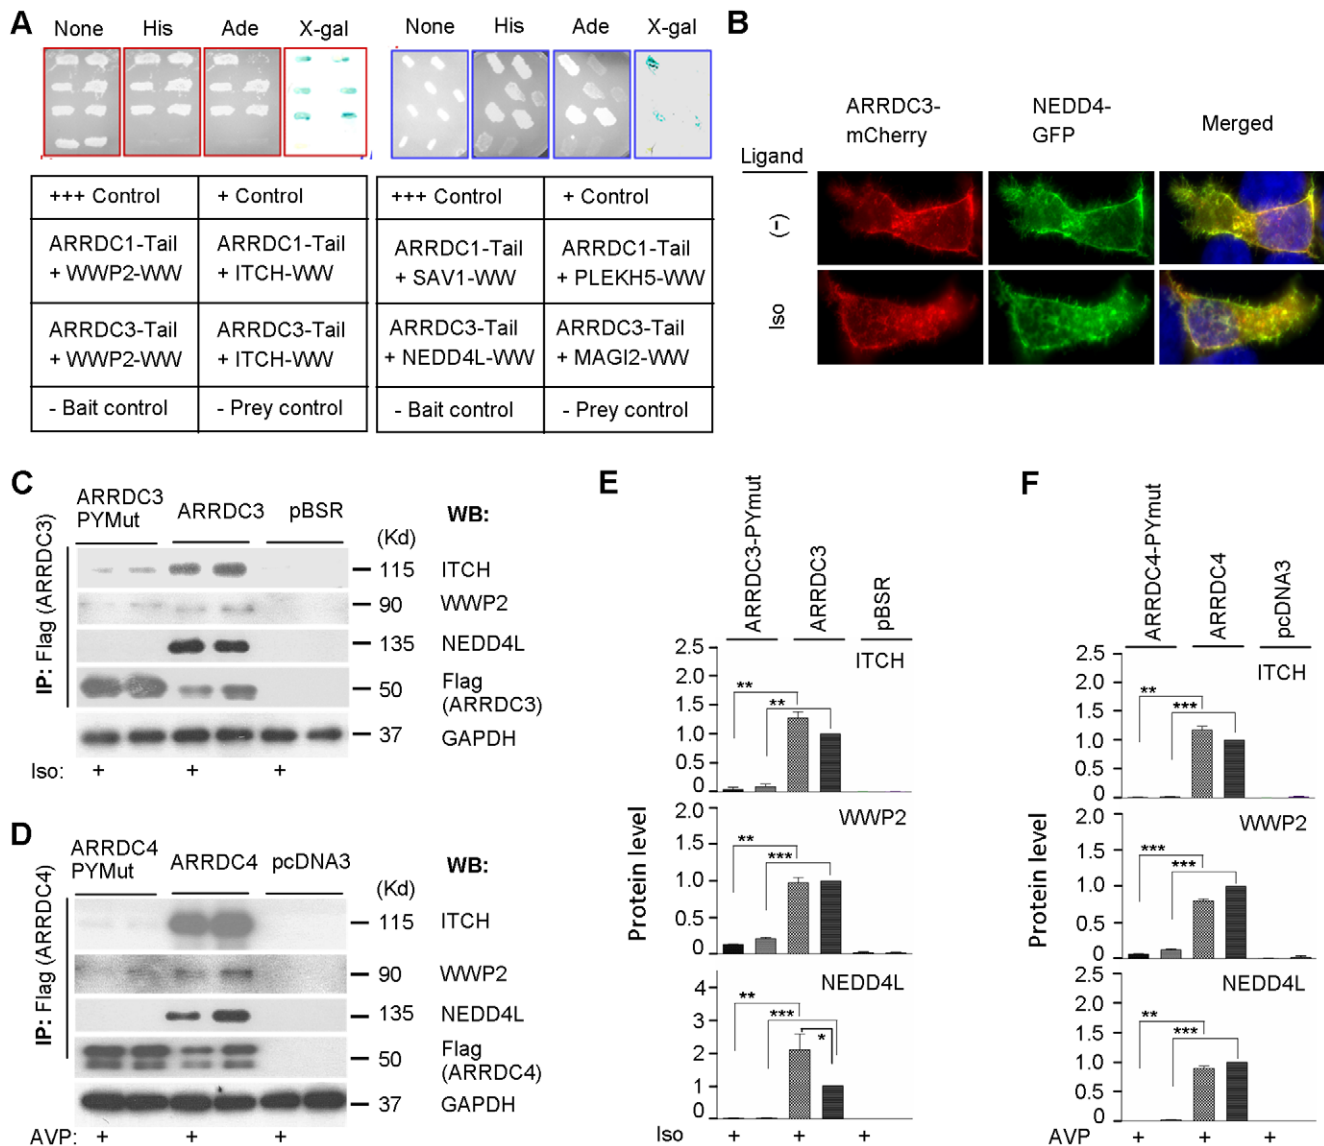 A
None His Ade X-gal
None His Ade X-gal
+++ Control + Control
ARRDC1-Tail + WWP2-WW ARRDC1-Tail + ITCH-WW
ARRDC3-Tail + WWP2-WW ARRDC3-Tail + ITCH-WW
- Bait control - Prey control
+++ Control + Control
ARRDC1-Tail + SAV1-WW ARRDC1-Tail + PLEKH5-WW
ARRDC3-Tail + NEDD4L-WW ARRDC3-Tail + MAGI2-WW
- Bait control - Prey control
B
ARRDC3-mCherry NEDD4-GFP Merged
Ligand
(-)
Iso
C
ARRDC3 PYMut ARRDC3 pBSR
(Kd) WB:
IP: Flag (ARRDC3)
115 ITCH
90 WWP2
135 NEDD4L
50 Flag (ARRDC3)
37 GAPDH
Iso: + + +
D
ARRDC4 PYMut ARRDC4 pcDNA3
(Kd) WB:
IP: Flag (ARRDC4)
115 ITCH
90 WWP2
135 NEDD4L
50 Flag (ARRDC4)
37 GAPDH
AVP: + + +
E
ARRDC3-PYmut ARRDC3 pBSR
Protein level
ITCH
2.5
2.0
1.5
1.0
0.5
0
** **
WWP2
2.0
1.5
1.0
0.5
0
** ***
NEDD4L
4
3
2
1
0
** *** *
Iso + + +
F
ARRDC4-PYmut ARRDC4 pcDNA3
Protein level
ITCH
2.5
2.0
1.5
1.0
0.5
0
** ***
WWP2
2.5
2.0
1.5
1.0
0.5
0
*** ***
NEDD4L
2.5
2.0
1.5
1.0
0.5
0
** ***
AVP + + +